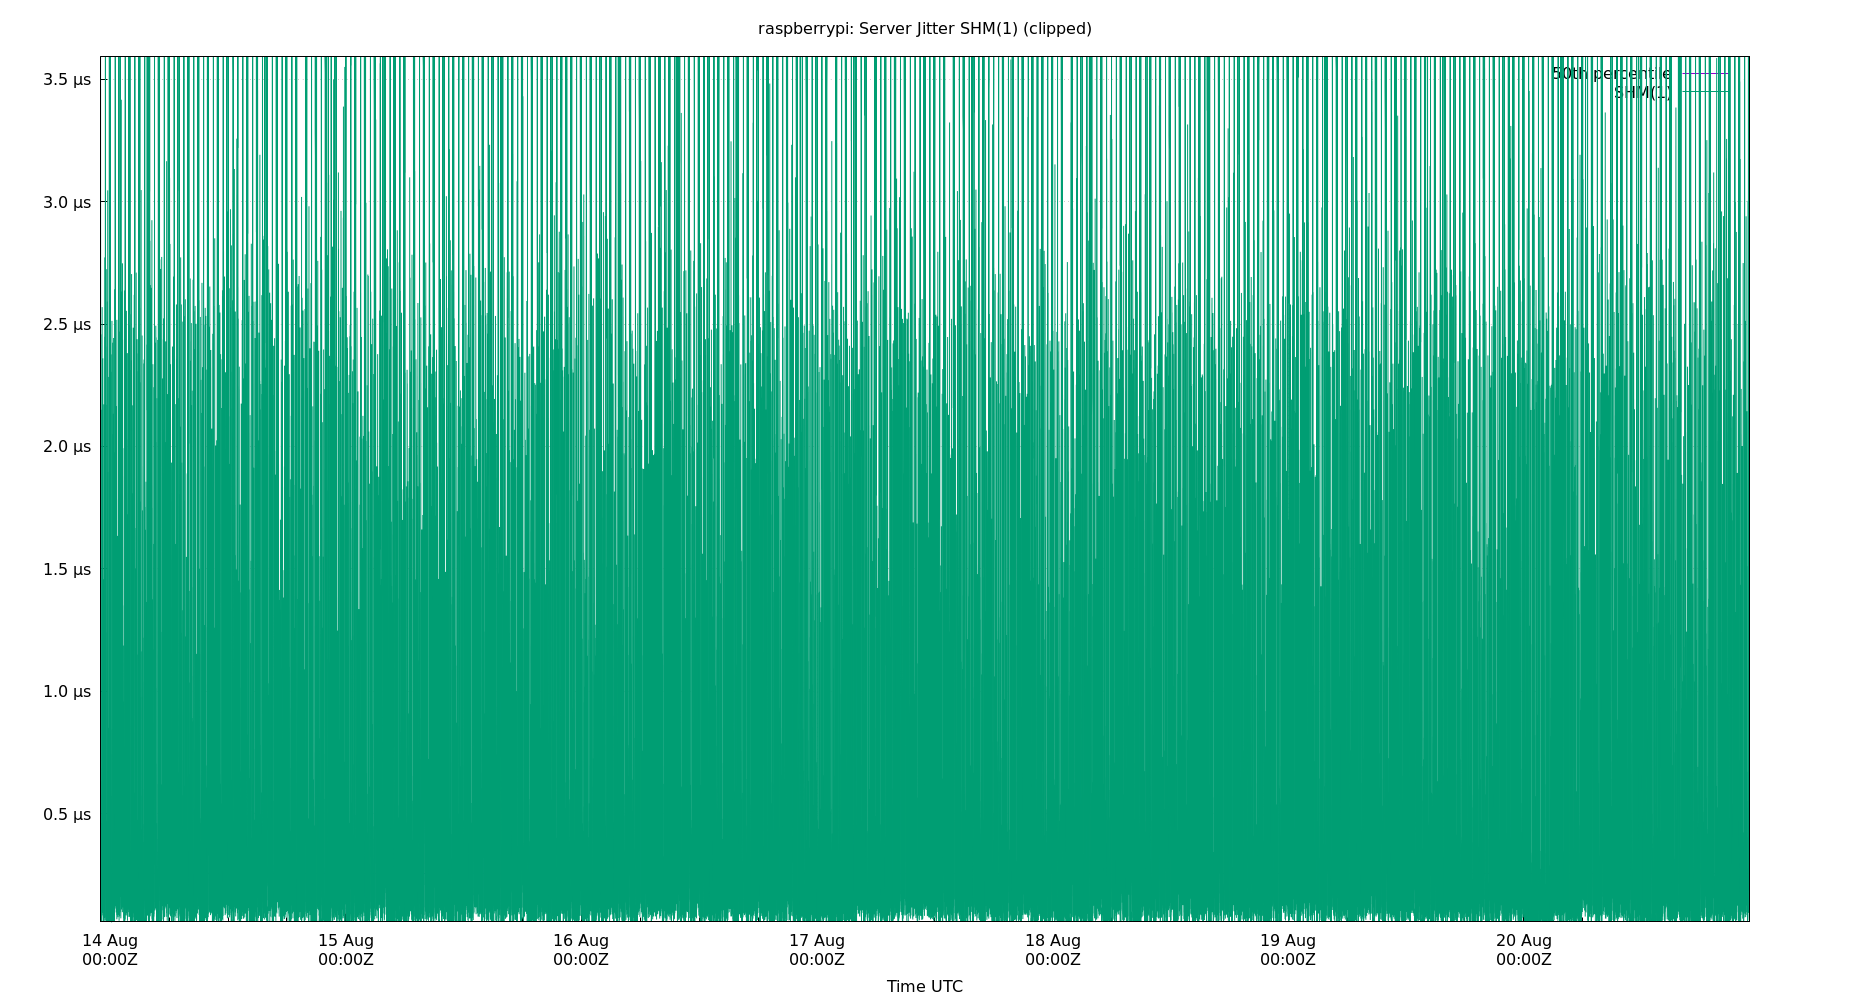 raspberrypi: Server Jitter SHM(1) (clipped)
3.5 µs
3.0 µs
2.5 µs
2.0 µs
1.5 µs
1.0 µs
0.5 µs
50th percentile
SHM(1)
14 Aug
00:00Z
15 Aug
00:00Z
16 Aug
00:00Z
17 Aug
00:00Z
18 Aug
00:00Z
19 Aug
00:00Z
20 Aug
00:00Z
Time UTC